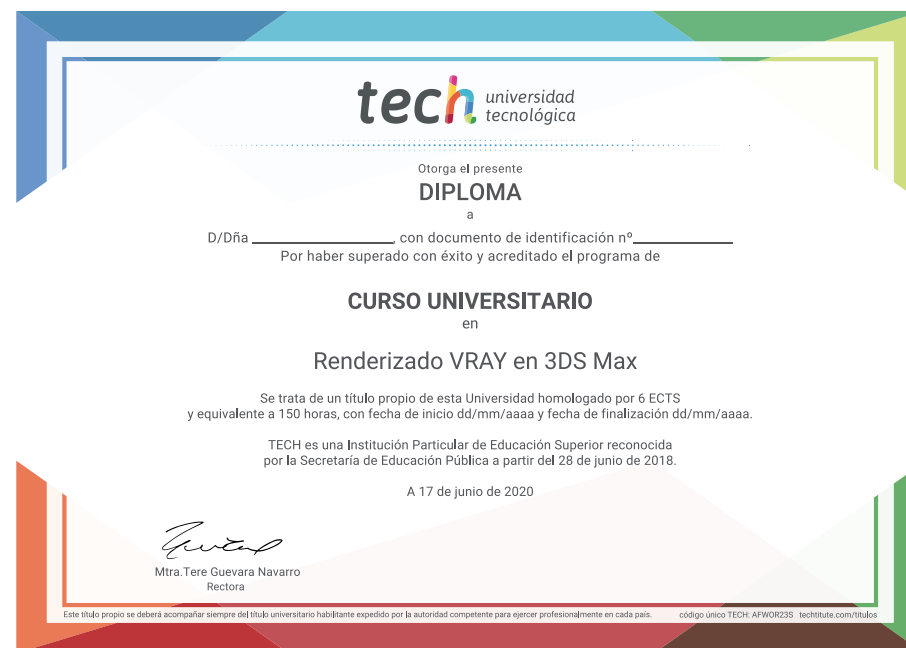 tech universidad
tecnológica
Otorga el presente
DIPLOMA
a
D/Dña ____________________, con documento de identificación nº______________
Por haber superado con éxito y acreditado el programa de
CURSO UNIVERSITARIO
en
Renderizado VRAY en 3DS Max
Se trata de un título propio de esta Universidad homologado por 6 ECTS
y equivalente a 150 horas, con fecha de inicio dd/mm/aaaa y fecha de finalización dd/mm/aaaa.
TECH es una Institución Particular de Educación Superior reconocida
por la Secretaría de Educación Pública a partir del 28 de junio de 2018.
A 17 de junio de 2020
Mtra.Tere Guevara Navarro
Rectora
Este título propio se deberá acompañar siempre del título universitario habilitante expedido por la autoridad competente para ejercer profesionalmente en cada país. código único TECH: AFWOR23S techtitute.com/titulos